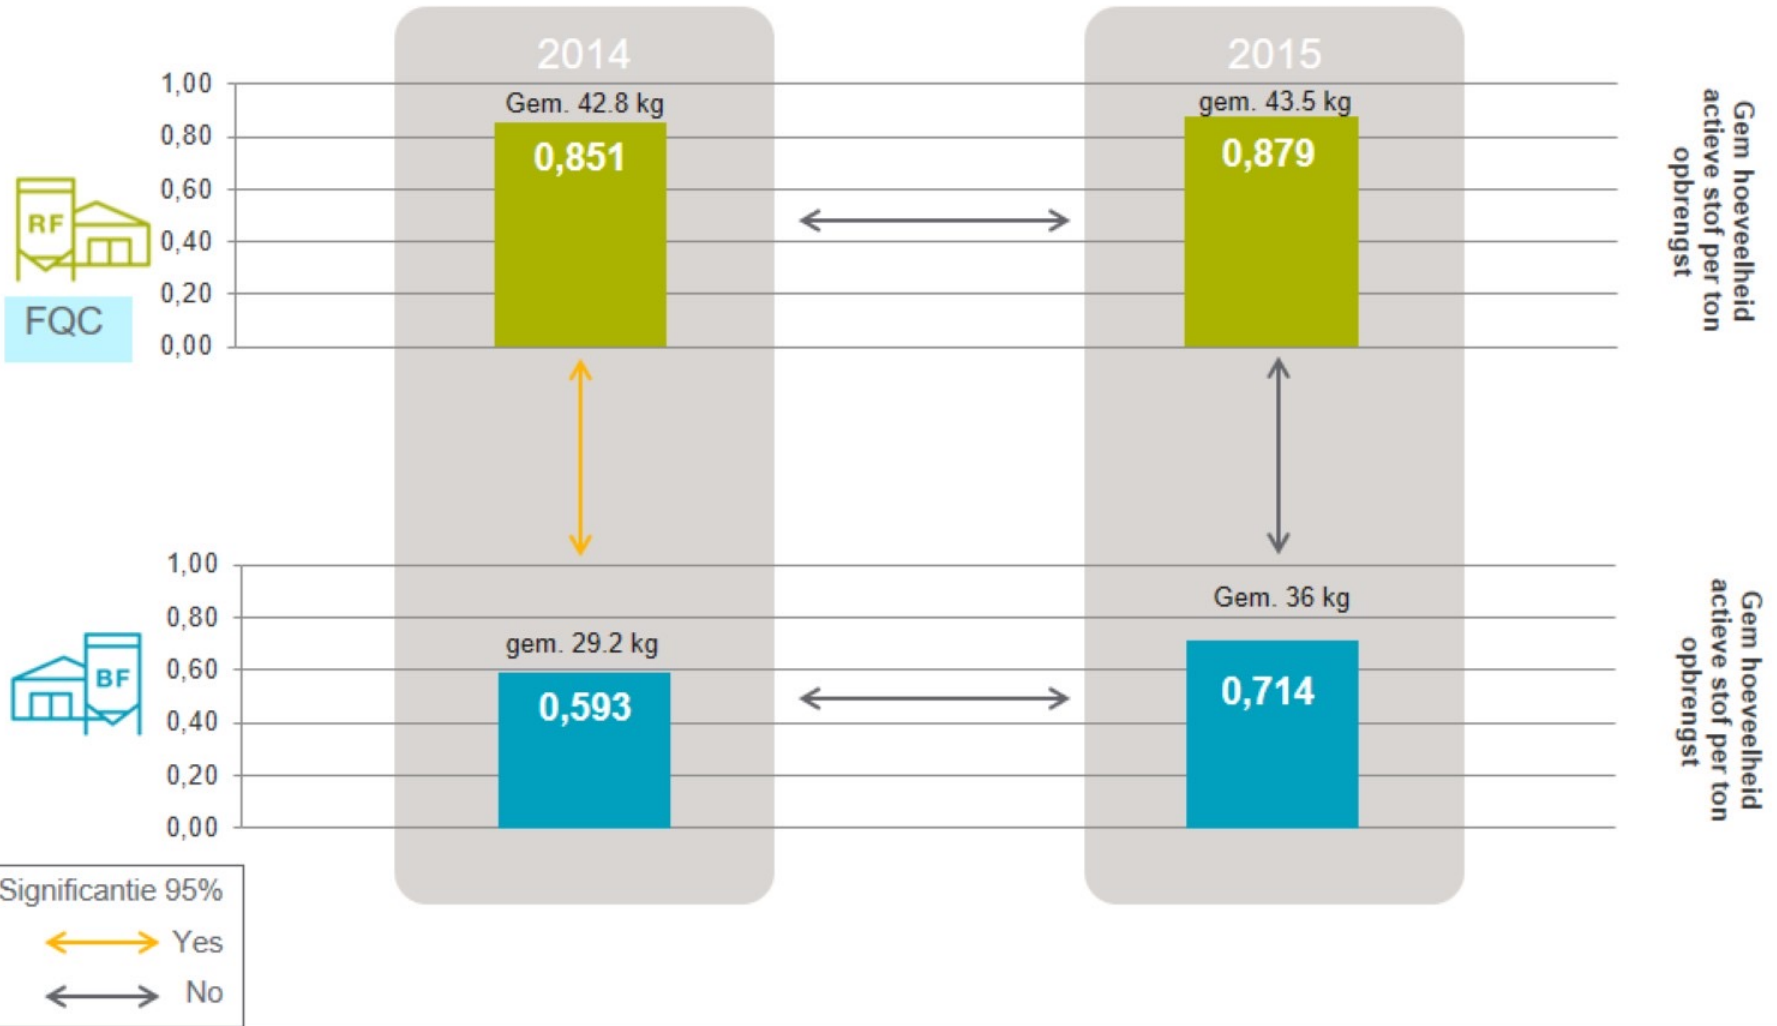 2014
2015
1,00
0,80
0,60
0,40
0,20
0,00
Gem. 42.8 kg
gem. 43.5 kg
0,851
0,879
RF
FQC
Gem hoeveelheid
actieve stof per ton
opbrengst
1,00
0,80
0,60
0,40
0,20
0,00
gem. 29.2 kg
Gem. 36 kg
0,593
0,714
BF
Gem hoeveelheid
actieve stof per ton
opbrengst
Significantie 95%
Yes
No